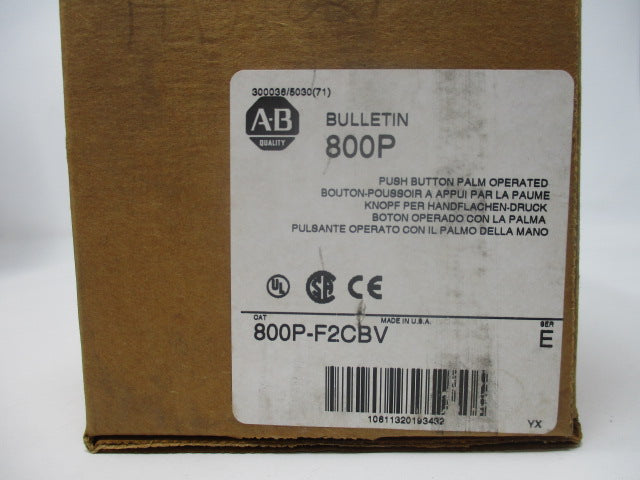 300036/5030(71)
A-B
QUALITY
BULLETIN
800P
PUSH BUTTON PALM OPERATED
BOUTON-POUSSOIR A APPUI PAR LA PAUME
KNOPF PER HANDFLACHEN-DRUCK
BOTON OPERADO CON LA PALMA
PULSANTE OPERATO CON IL PALMO DELLA MANO
UL
SA
CE
CAT
MADE IN U.S.A.
SER
800P-F2CBV
E
10611320193432
YX